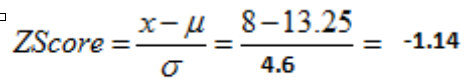 ZScore = (x − μ) / σ = (8 − 13.25) / 4.6 = -1.14